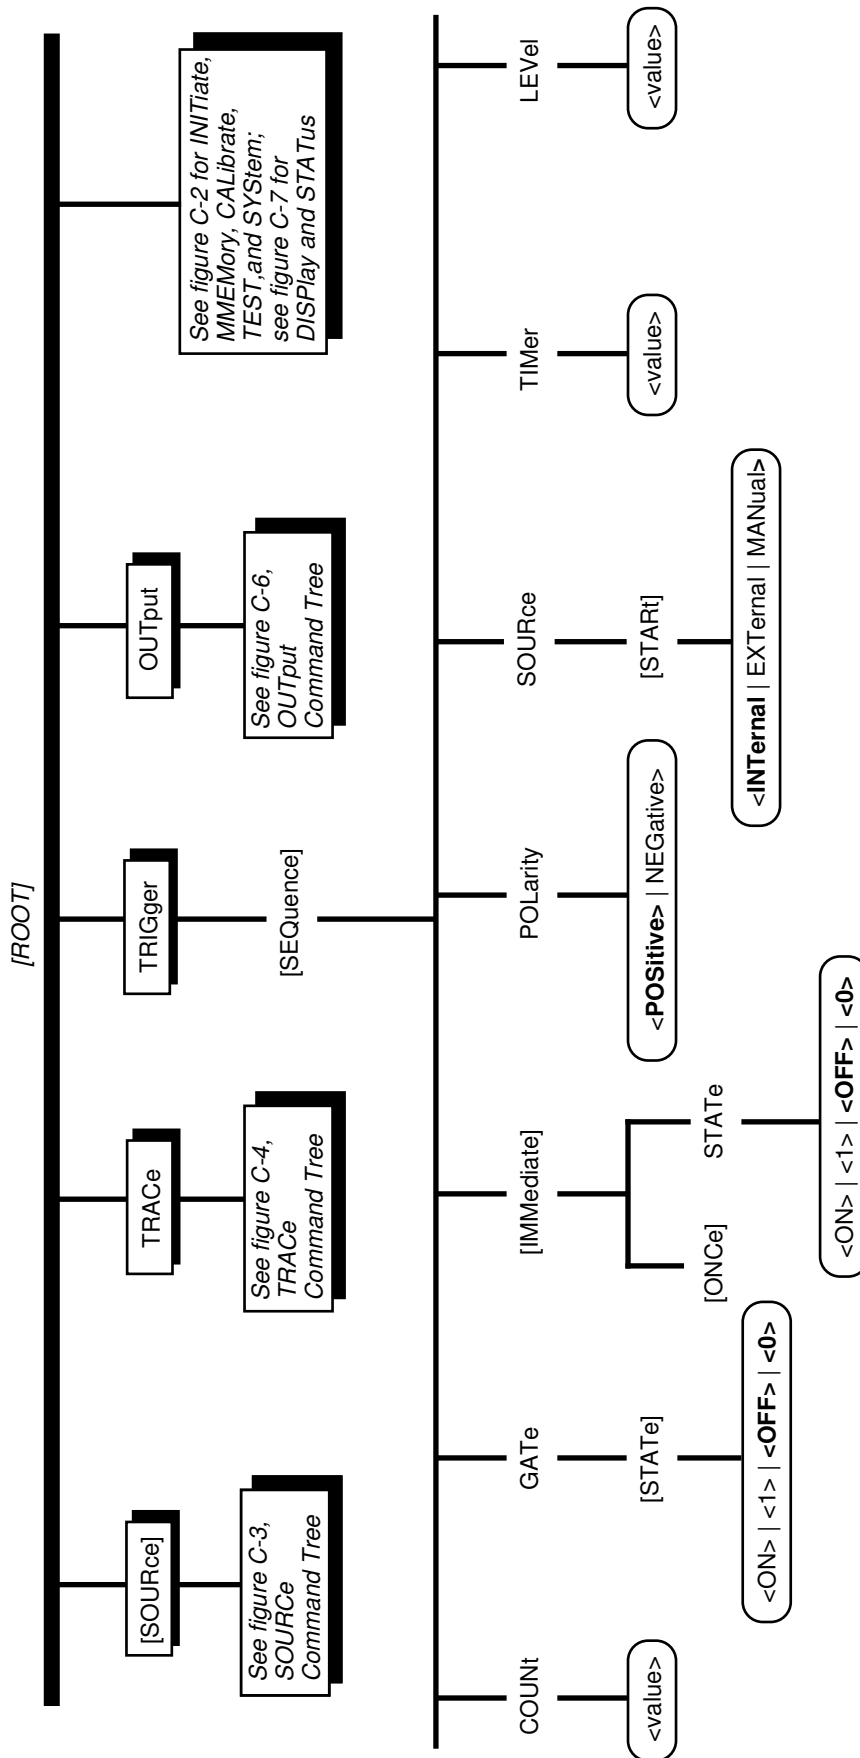 [ROOT]
[SOURce]
TRACe
TRIGger
OUTput
See figure C-3,
SOURCe
Command Tree
See figure C-4,
TRACe
Command Tree
[SEQuence]
See figure C-6,
OUTput
Command Tree
See figure C-2 for INITiate,
MMEMory, CALibrate,
TEST,and SYStem;
see figure C-7 for
DISPlay and STATus
COUNt
GATe
[IMMediate]
POLarity
SOURce
TIMer
LEVel
<value>
[STATe]
<POSitive> | NEGative>
[STARt]
<value>
<value>
[ONCe]
STATe
<ON> | <1> | <OFF> | <0>
<INTernal | EXTernal | MANual>
<ON> | <1> | <OFF> | <0>